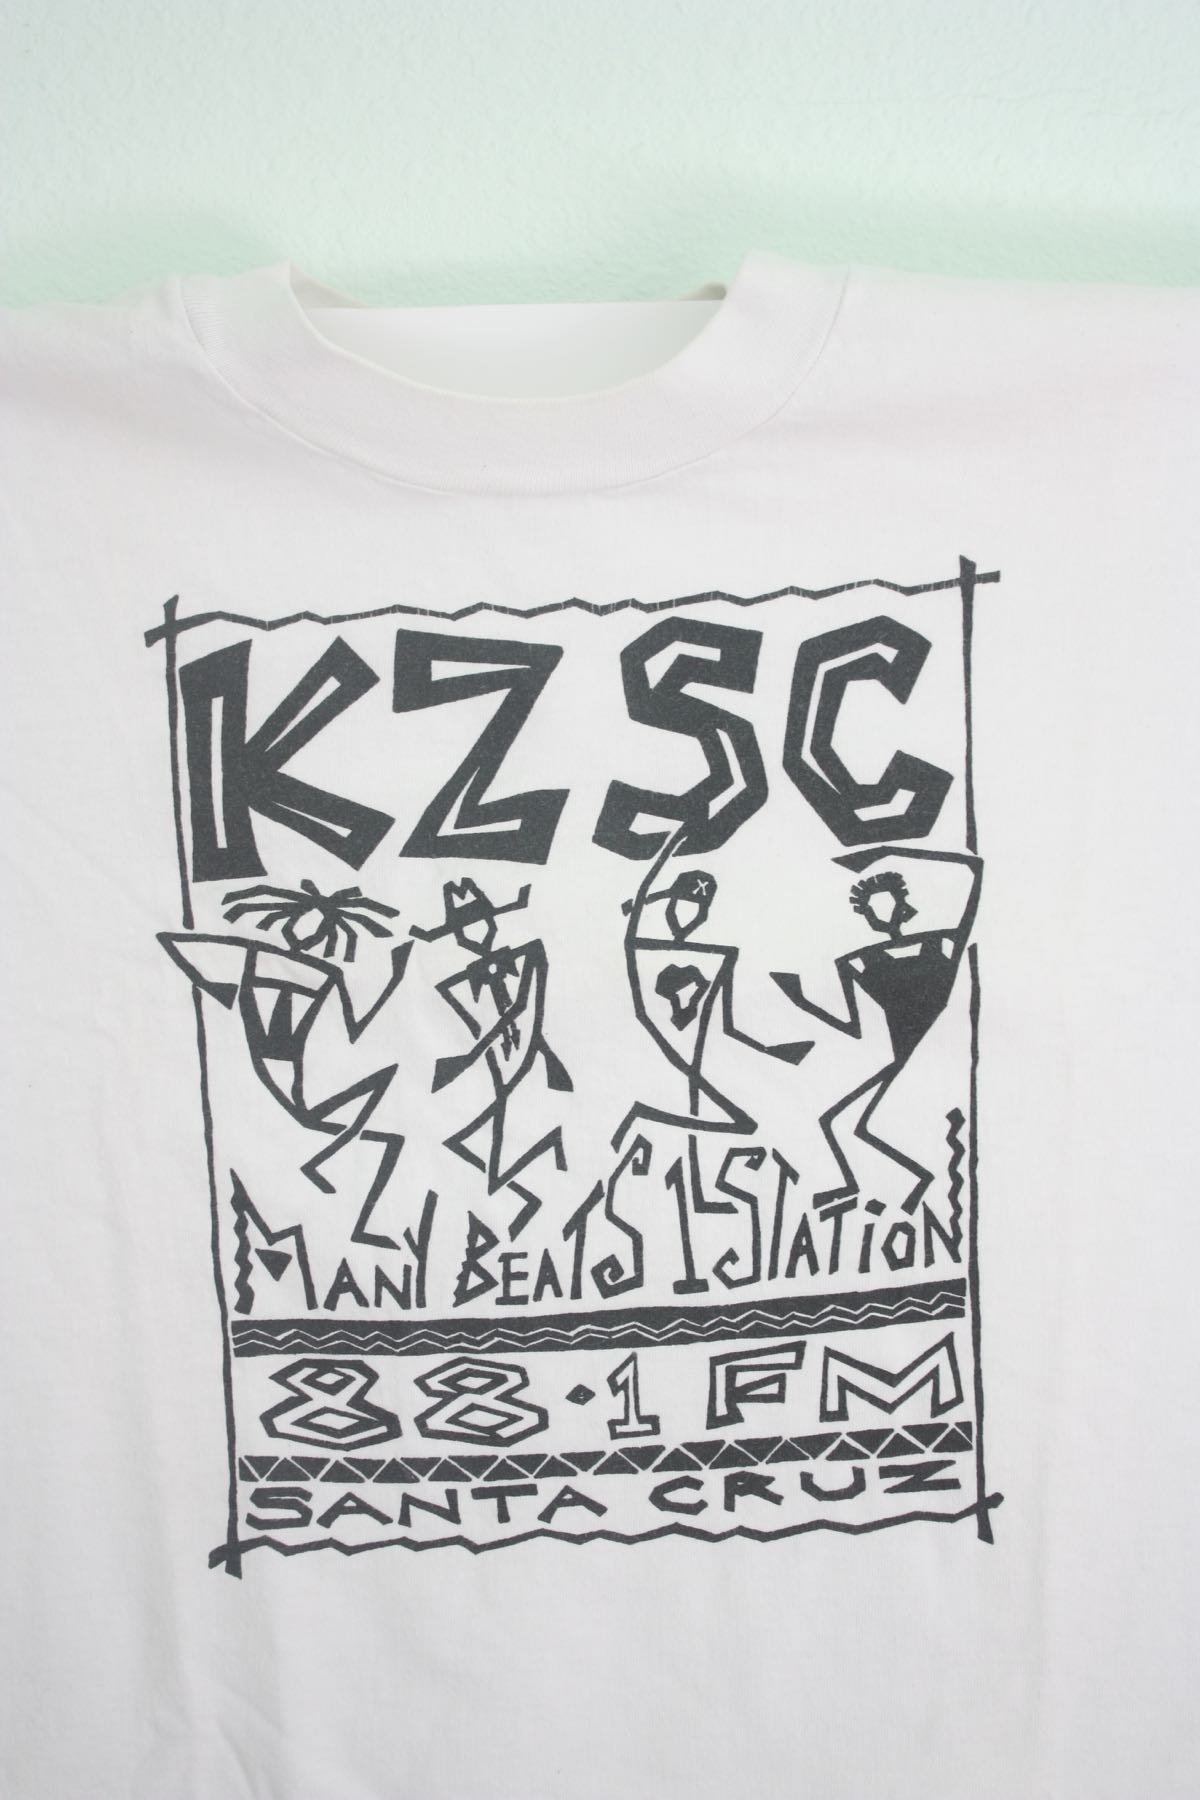 KZSC
X
MANY BEATS 1 STATiON
88.1 FM
SANTA CRUZ